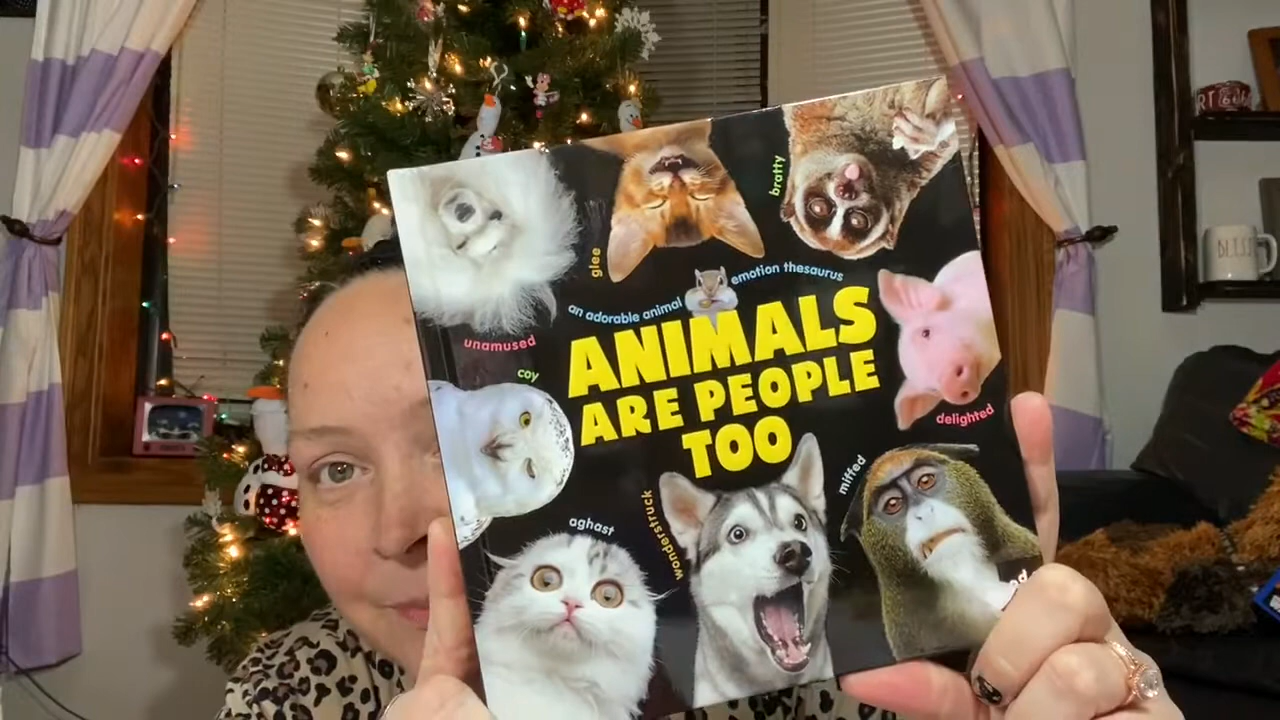 bratty
glee
an adorable animal emotion thesaurus
ANIMALS
ARE PEOPLE
TOO
unamused
coy
delighted
miffed
wonderstruck
aghast